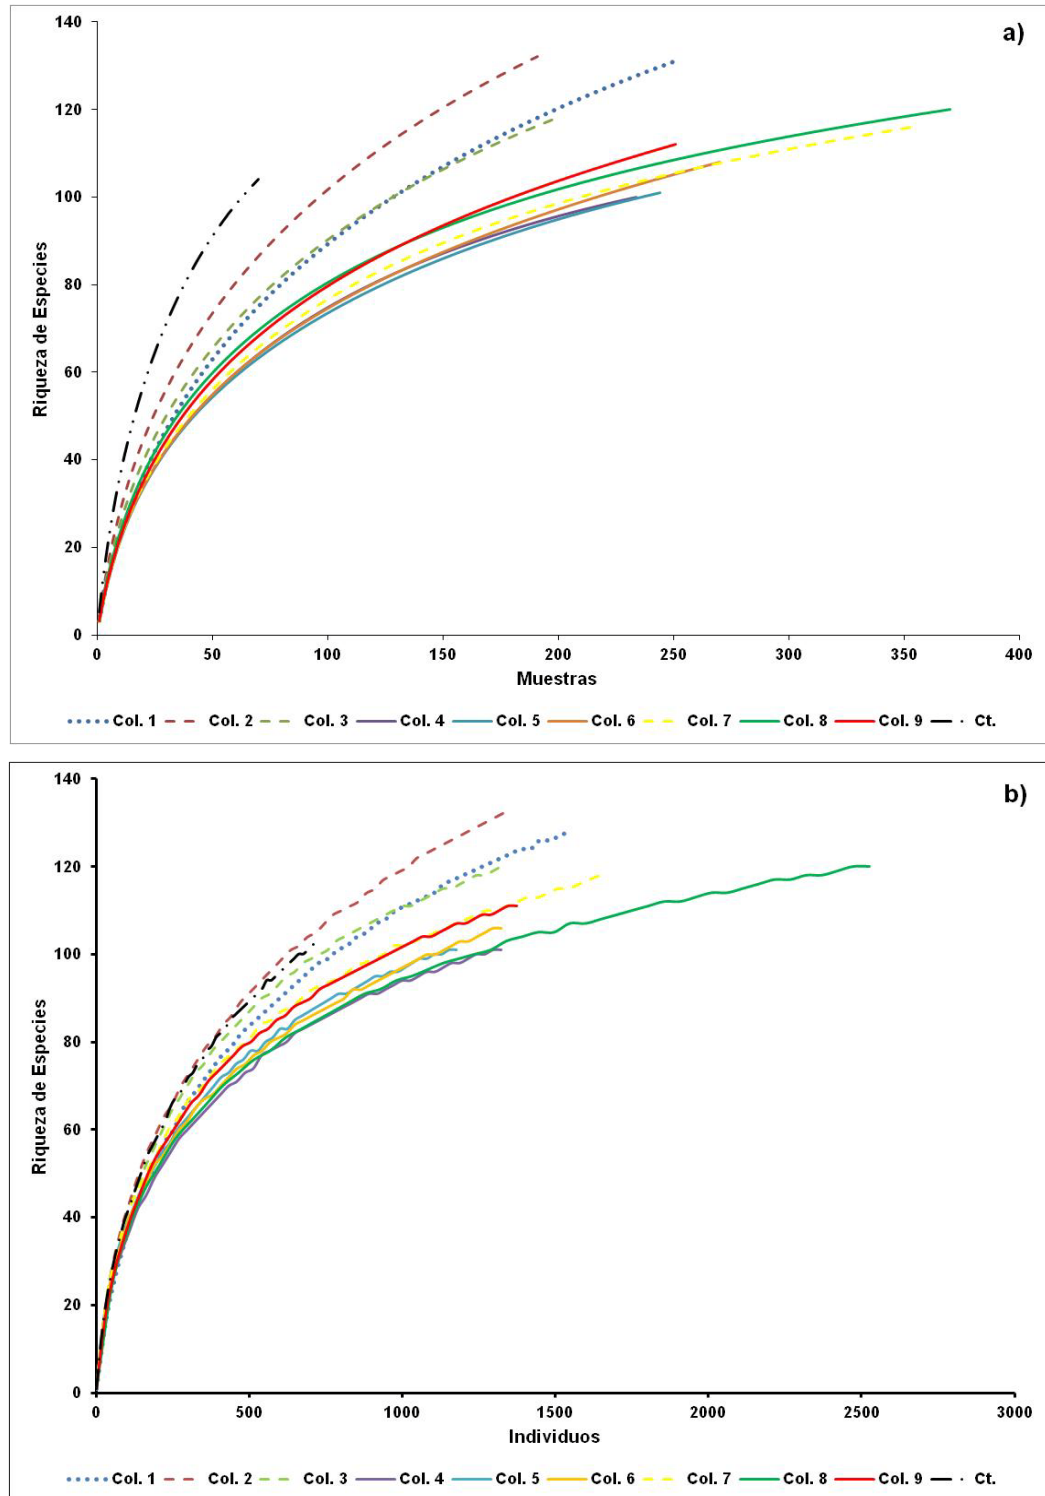 140
a)
120
100
80
60
40
20
0
Riqueza de Especies
0 50 100 150 200 250 300 350 400
Muestras
Col. 1 Col. 2 Col. 3 Col. 4 Col. 5 Col. 6 Col. 7 Col. 8 Col. 9 Ct.
140
b)
120
100
80
60
40
20
0
Riqueza de Especies
0 500 1000 1500 2000 2500 3000
Individuos
Col. 1 Col. 2 Col. 3 Col. 4 Col. 5 Col. 6 Col. 7 Col. 8 Col. 9 Ct.